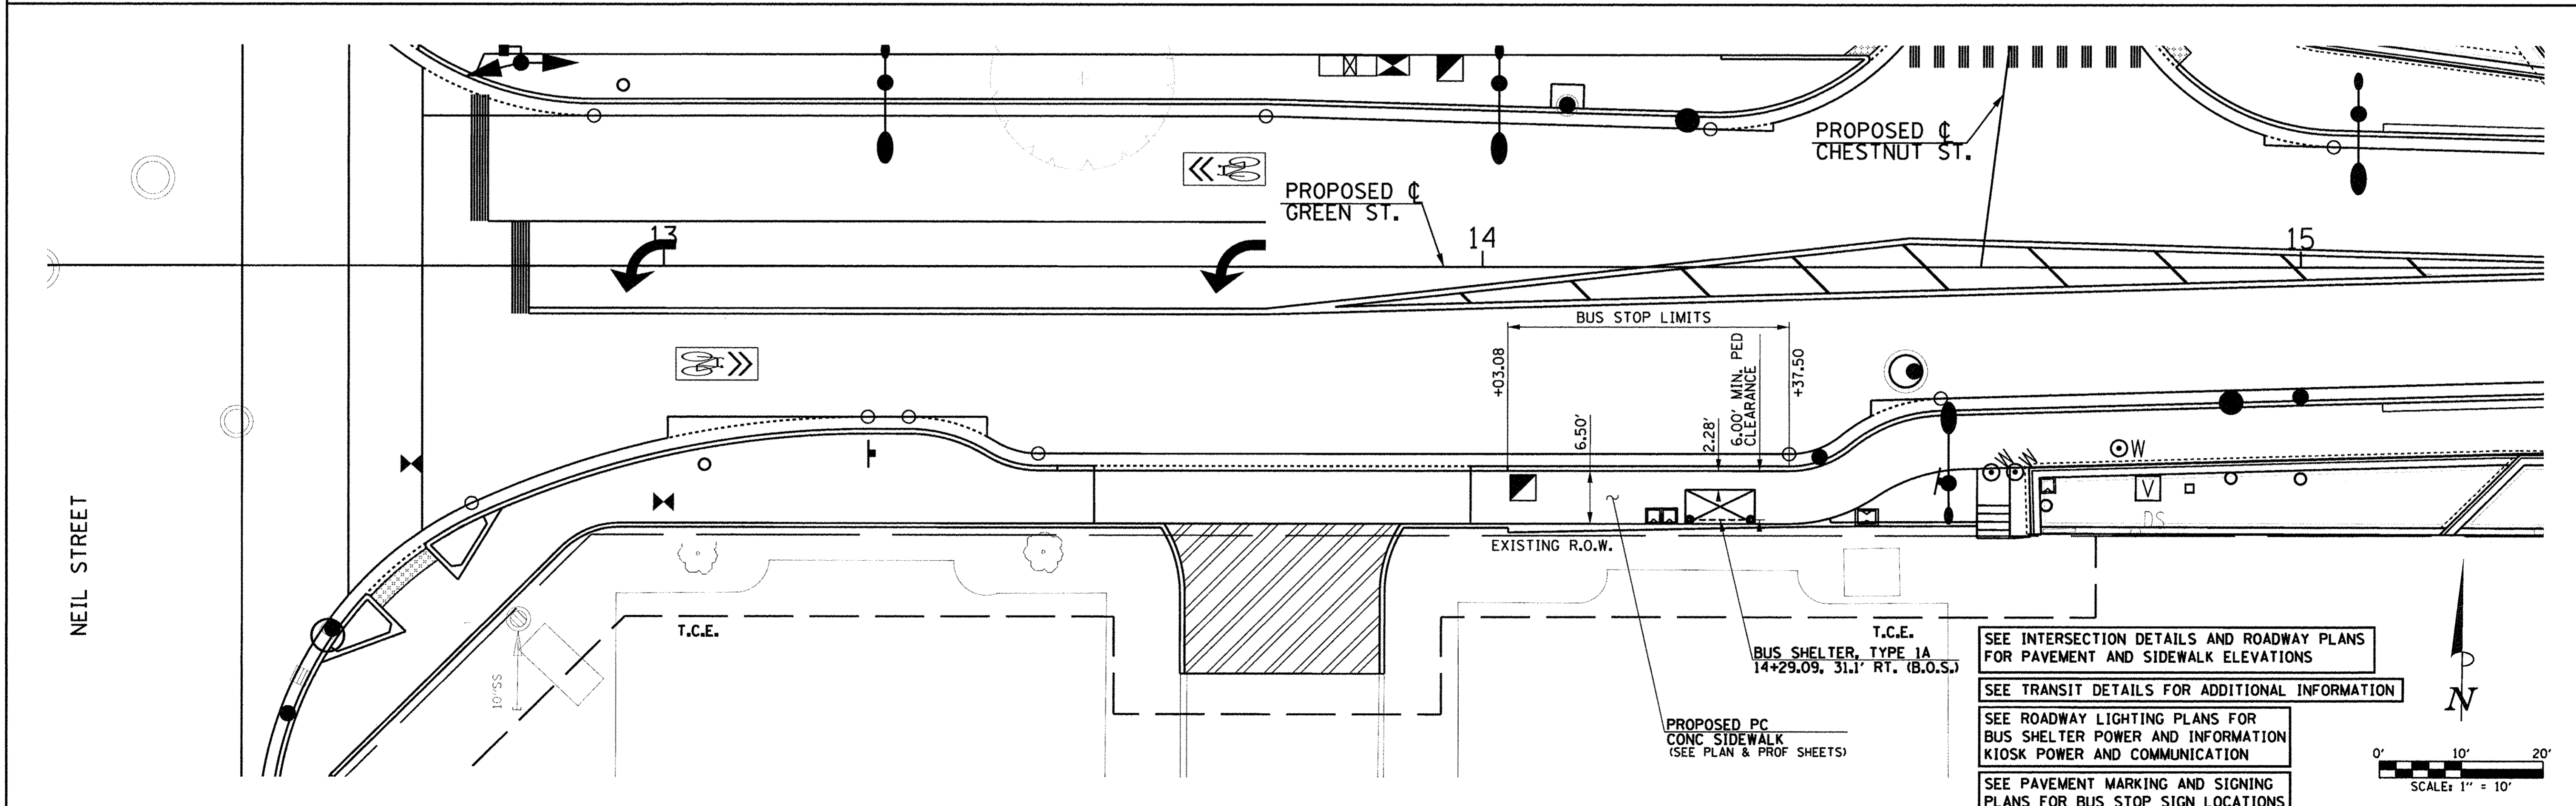 PROPOSED ℄
CHESTNUT ST.
PROPOSED ℄
GREEN ST.
13
14
15
BUS STOP LIMITS
+03.08
6.50'
2.28'
6.00' MIN. PED
CLEARANCE
+37.50
W
W
W
V
DS
NEIL STREET
EXISTING R.O.W.
T.C.E.
T.C.E.
10"SS
BUS SHELTER, TYPE 1A
14+29.09, 31.1' RT. (B.O.S.)
PROPOSED PC
CONC SIDEWALK
(SEE PLAN & PROF SHEETS)
SEE INTERSECTION DETAILS AND ROADWAY PLANS
FOR PAVEMENT AND SIDEWALK ELEVATIONS
SEE TRANSIT DETAILS FOR ADDITIONAL INFORMATION
SEE ROADWAY LIGHTING PLANS FOR
BUS SHELTER POWER AND INFORMATION
KIOSK POWER AND COMMUNICATION
SEE PAVEMENT MARKING AND SIGNING
PLANS FOR BUS STOP SIGN LOCATIONS
N
0' 10' 20'
SCALE: 1" = 10'